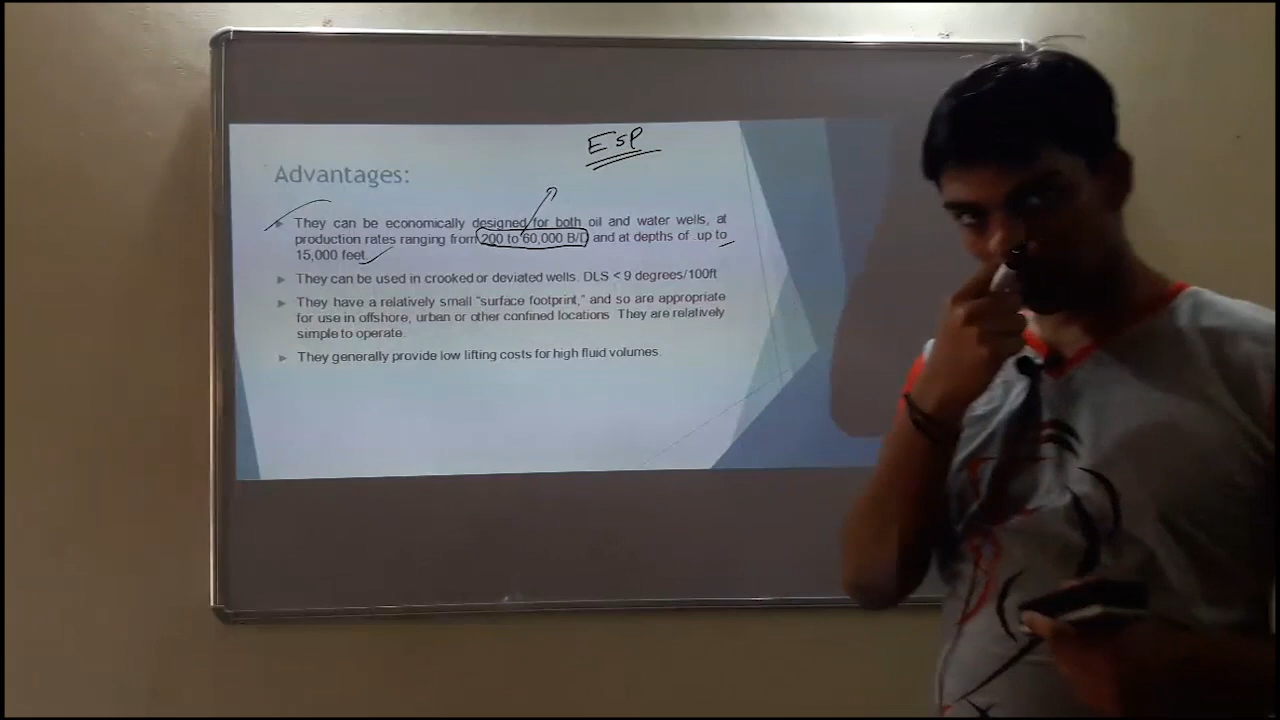 ESP
Advantages:
They can be economically designed for both oil and water wells, at
production rates ranging from 200 to 60,000 B/D and at depths of up to
15,000 feet.
They can be used in crooked or deviated wells. DLS < 9 degrees/100ft
They have a relatively small "surface footprint," and so are appropriate
for use in offshore, urban or other confined locations. They are relatively
simple to operate.
They generally provide low lifting costs for high fluid volumes.